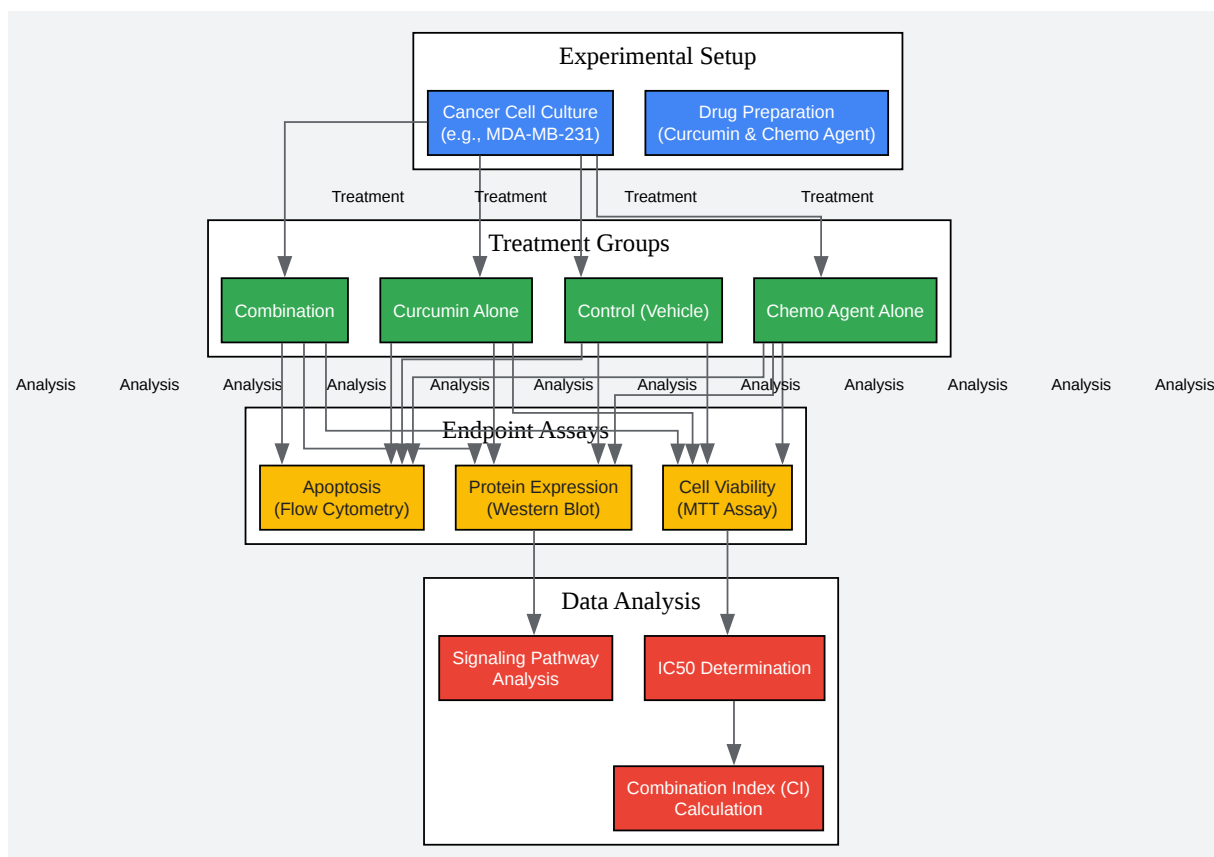 Experimental Setup
Cancer Cell Culture
(e.g., MDA-MB-231)
Drug Preparation
(Curcumin & Chemo Agent)
Treatment
Treatment
Treatment
Treatment
Treatment Groups
Combination
Curcumin Alone
Control (Vehicle)
Chemo Agent Alone
Analysis
Analysis
Analysis
Analysis
Analysis
Analysis
Analysis
Analysis
Analysis
Analysis
Analysis
Analysis
Endpoint Assays
Apoptosis
(Flow Cytometry)
Protein Expression
(Western Blot)
Cell Viability
(MTT Assay)
Data Analysis
Signaling Pathway
Analysis
IC50 Determination
Combination Index (CI)
Calculation